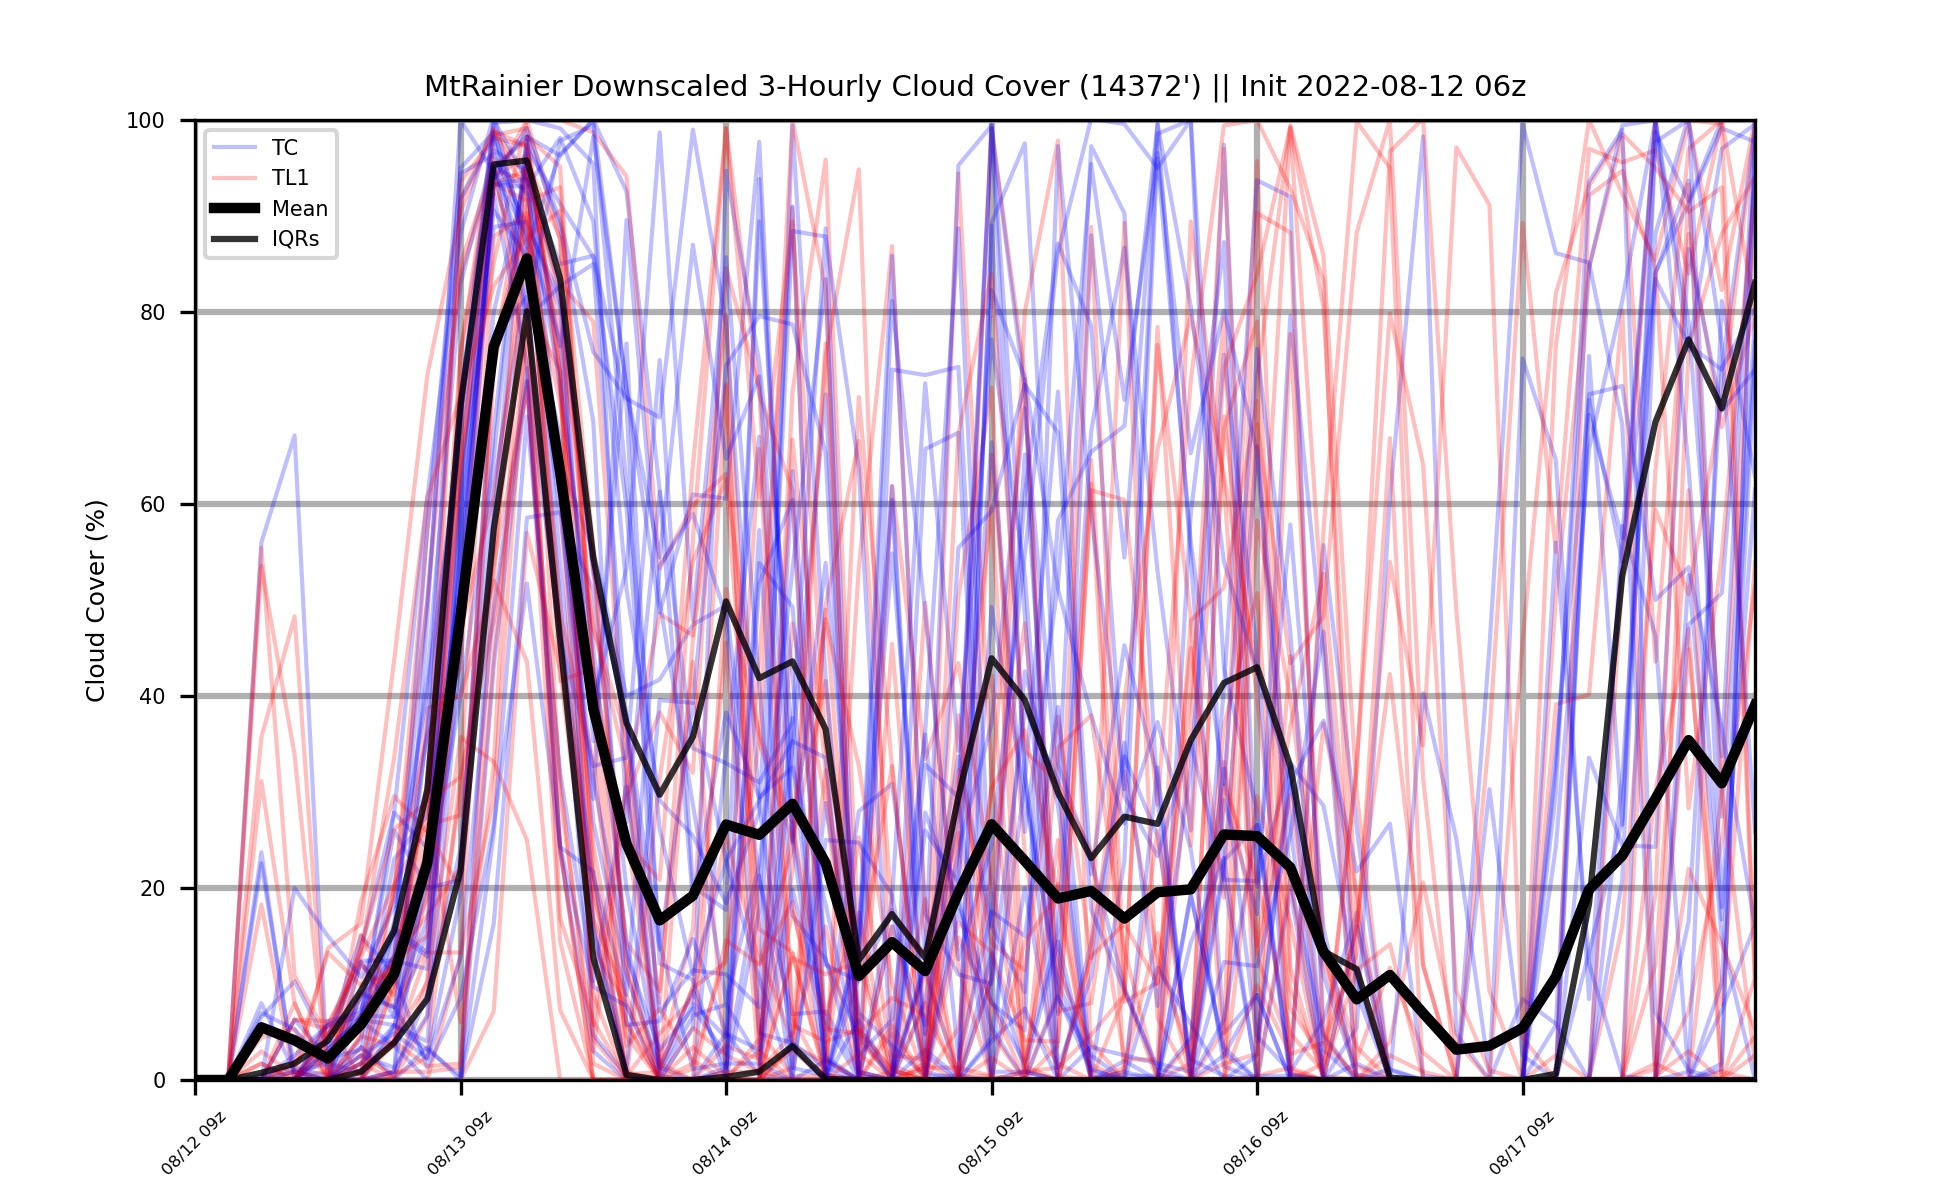 MtRainier Downscaled 3-Hourly Cloud Cover (14372') || Init 2022-08-12 06z
100
80
60
40
20
0
Cloud Cover (%)
TC
TL1
Mean
IQRs
08/12 09z
08/13 09z
08/14 09z
08/15 09z
08/16 09z
08/17 09z